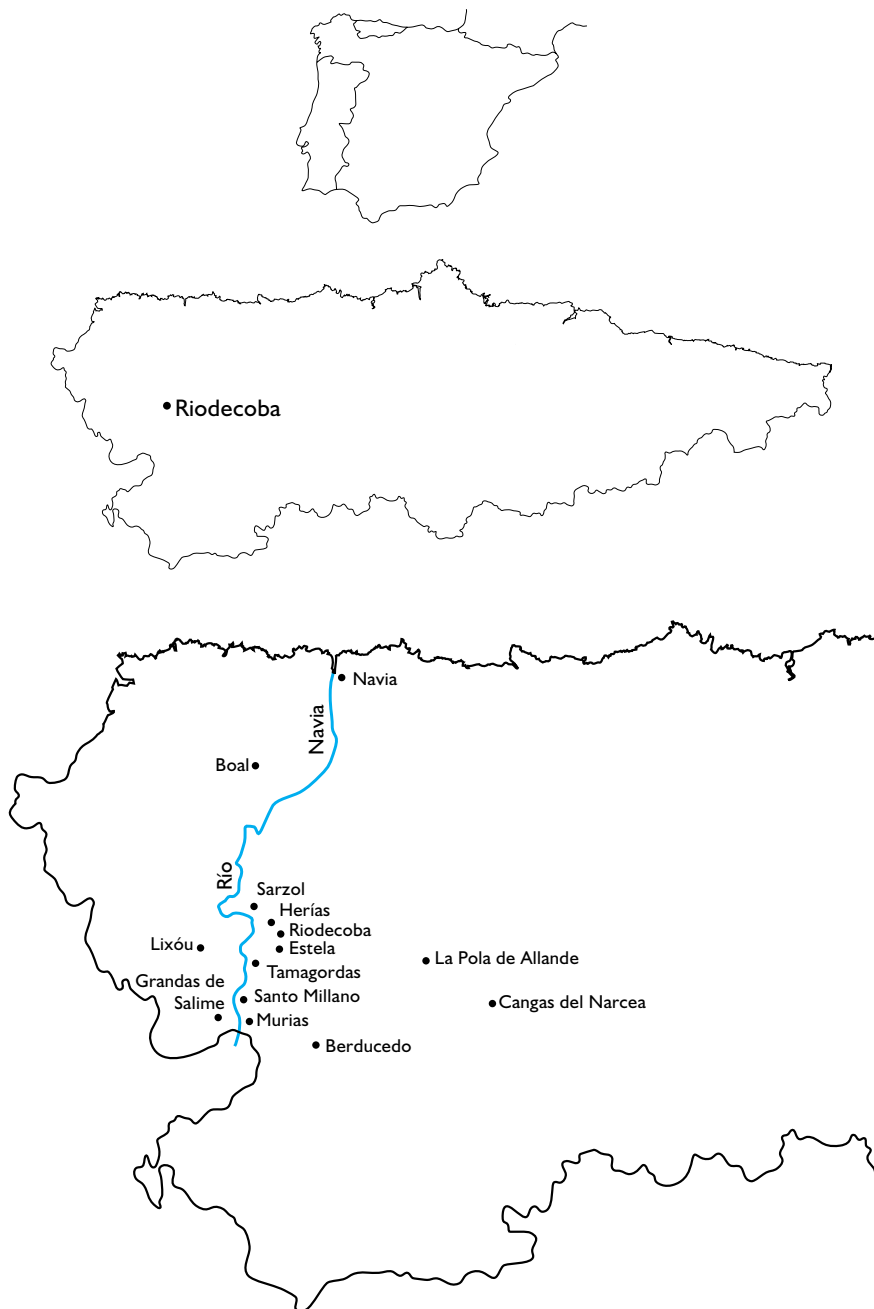 Riodecoba
Navia
Navia
Boal
Río
Sarzol
Herías
Riodecoba
Lixóu
Estela
La Pola de Allande
Tamagordas
Grandas de
Salime
Santo Millano
Cangas del Narcea
Murias
Berducedo